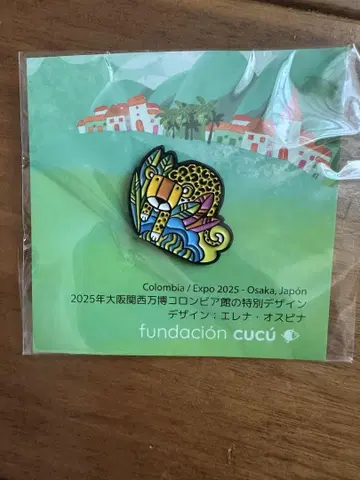 Colombia / Expo 2025 - Osaka, Japón
2025年大阪関西万博コロンビア館の特別デザイン
デザイン；エレナ・オスピナ
fundación cucú